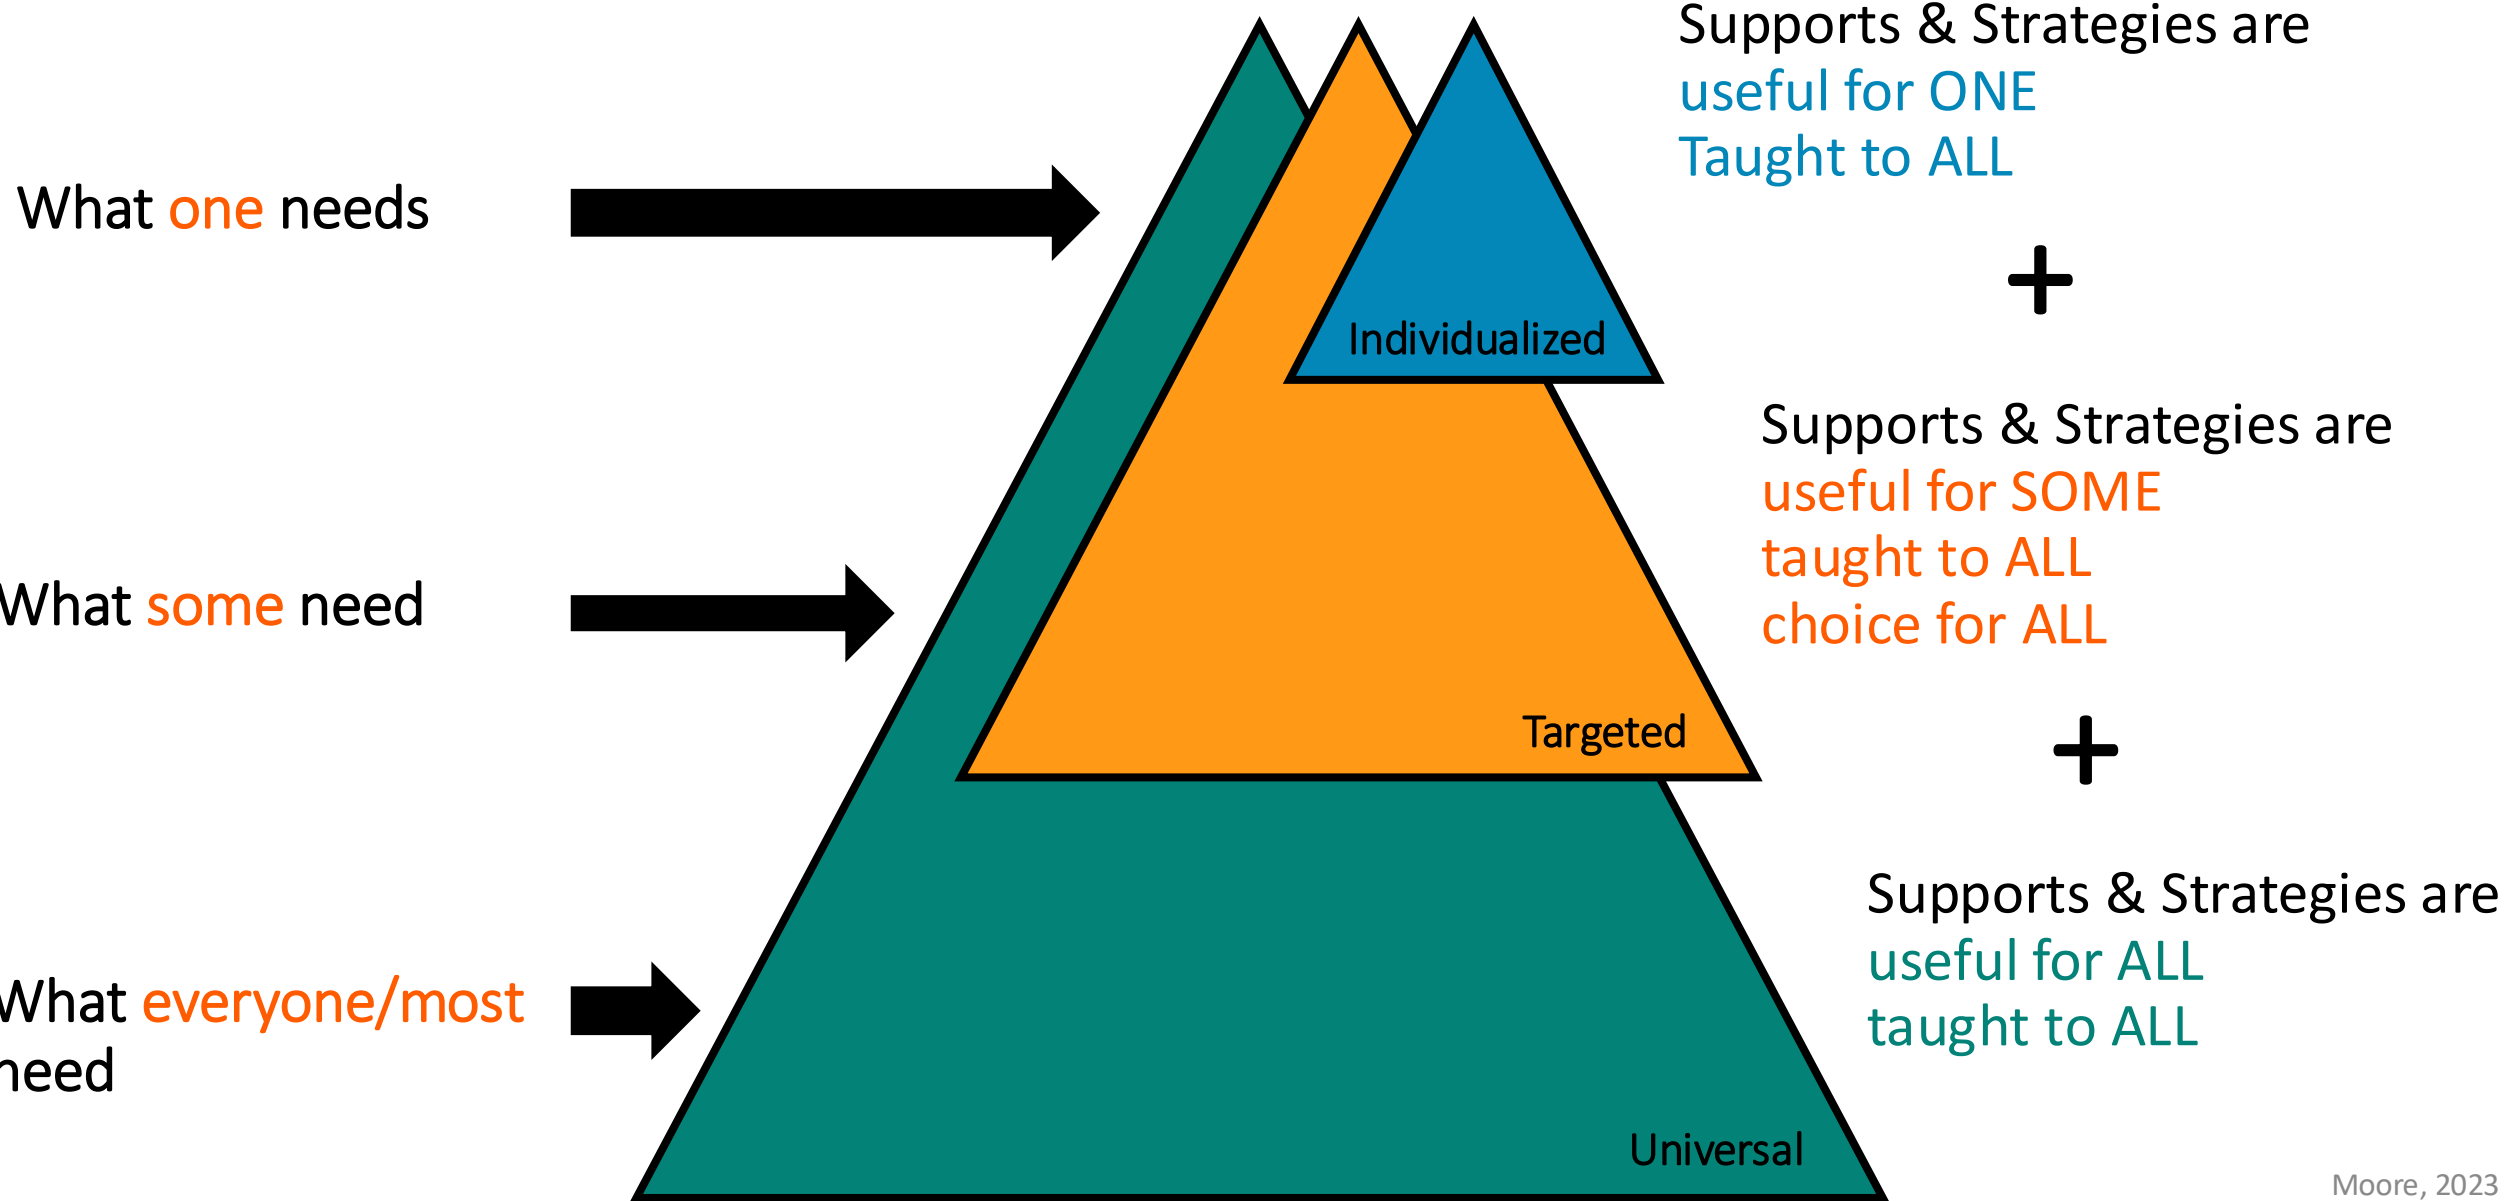 Supports & Strategies are
useful for ONE
Taught to ALL
What one needs
+
Individualized
Supports & Strategies are
useful for SOME
taught to ALL
choice for ALL
What some need
Targeted
+
Supports & Strategies are
useful for ALL
taught to ALL
What everyone/most
need
Universal
Moore, 2023